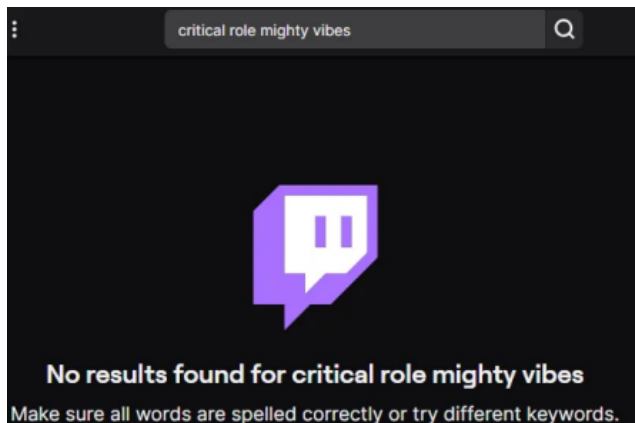 critical role mighty vibes
No results found for critical role mighty vibes
Make sure all words are spelled correctly or try different keywords.